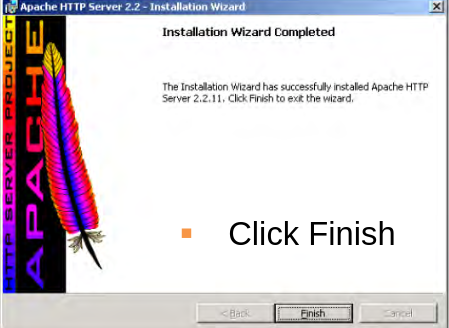 Apache HTTP Server 2.2 - Installation Wizard
Installation Wizard Completed
The Installation Wizard has successfully installed Apache HTTP
Server 2.2.11. Click Finish to exit the wizard.
HTTP SERVER PROJECT
APACHE
Click Finish
< Back
Finish
Cancel